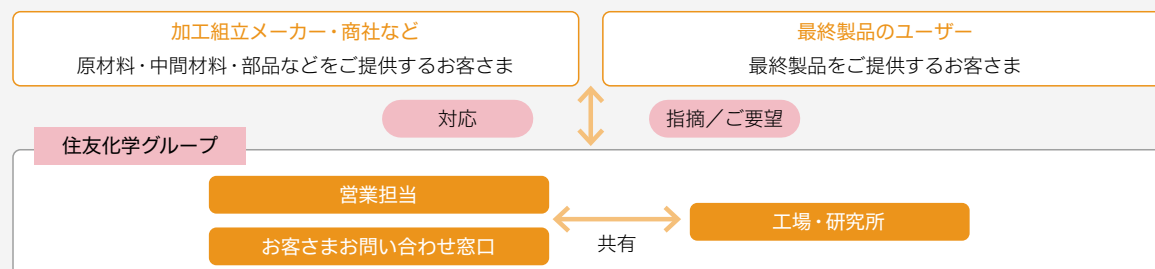 加工組立メーカー・商社など
原材料・中間材料・部品などをご提供するお客さま
最終製品のユーザー
最終製品をご提供するお客さま
対応
指摘／ご要望
住友化学グループ
営業担当
お客さまお問い合わせ窓口
共有
工場・研究所